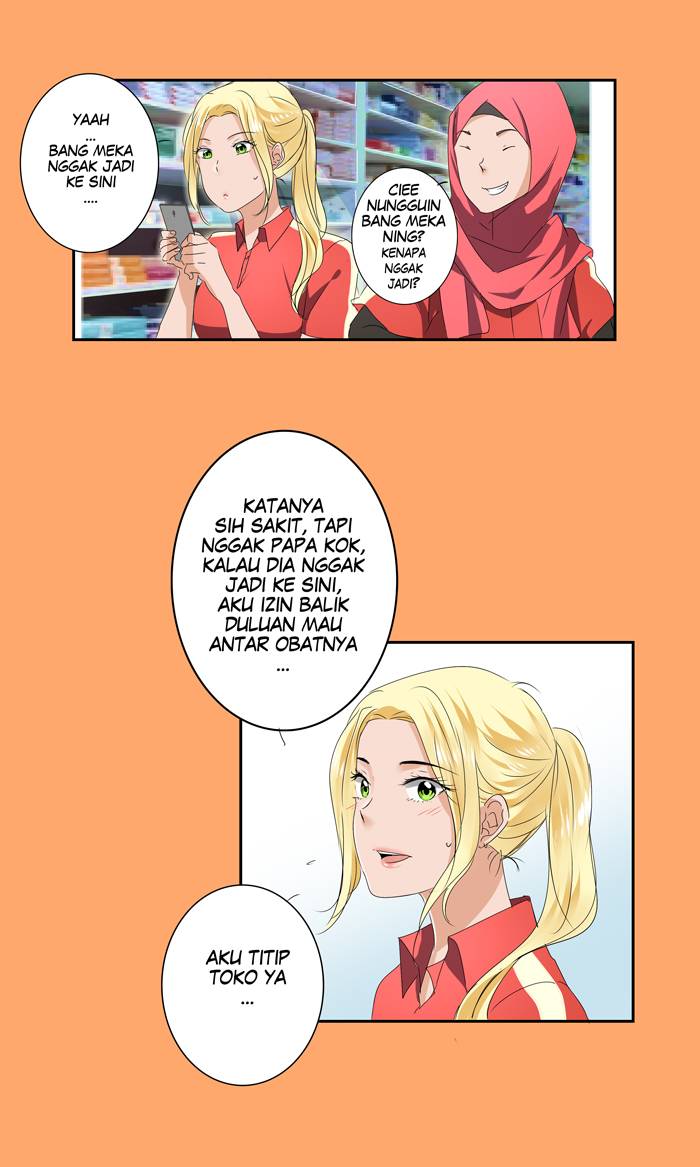 YAAH
...
BANG MEKA
NGGAK JADI
KE SINI
....
CIEE
NUNGGUIN
BANG MEKA
NING?
KENAPA
NGGAK
JADI?
KATANYA
SIH SAKIT, TAPI
NGGAK PAPA KOK,
KALAU DIA NGGAK
JADI KE SINI,
AKU IZIN BALIK
DULUAN MAU
ANTAR OBATNYA
...
AKU TITIP
TOKO YA
...